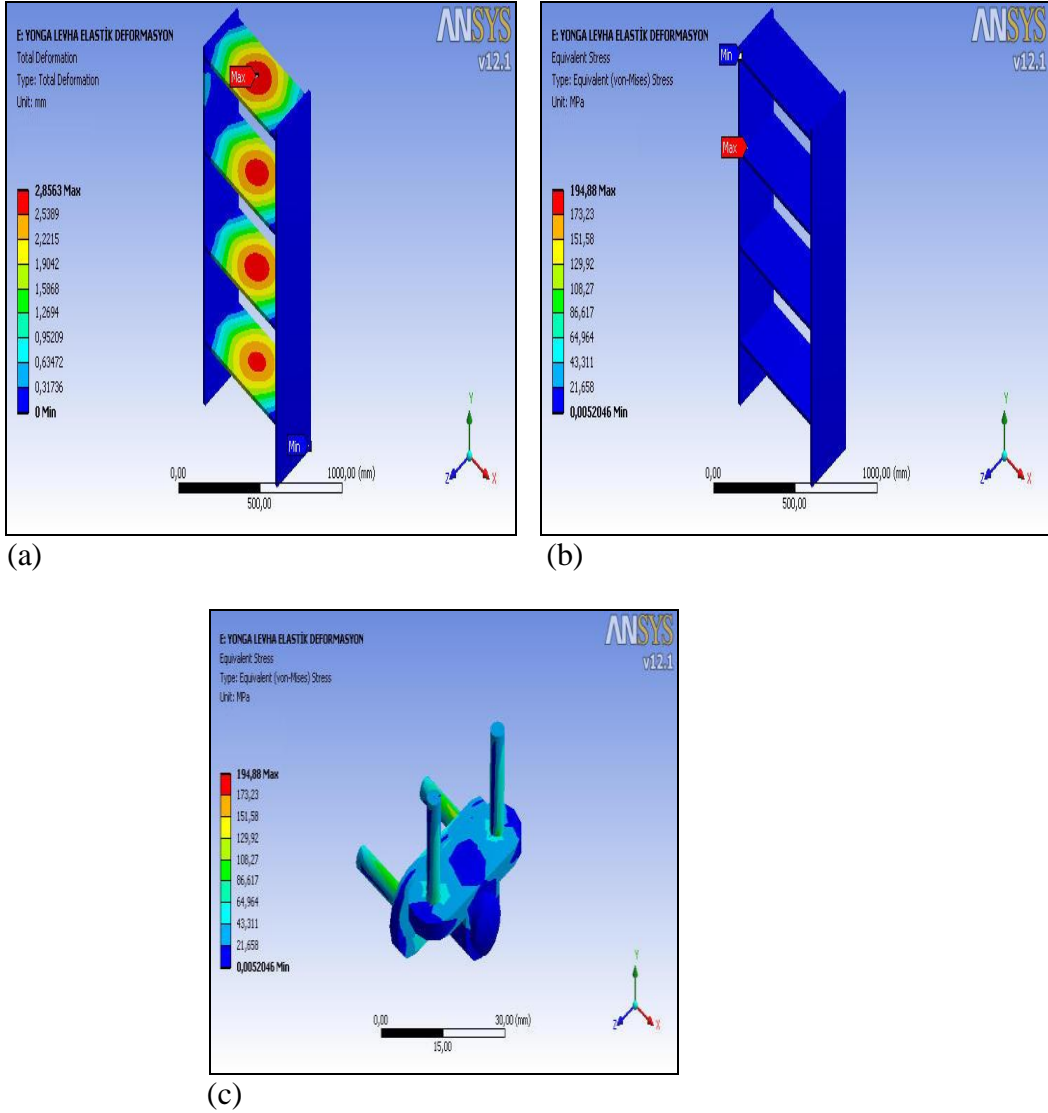 E: YONGA LEVHA ELASTİK DEFORMASYON
Total Deformation
Type: Total Deformation
Unit: mm
ANSYS
v12.1
Max
2,8563 Max
2,5389
2,2215
1,9042
1,5868
1,2694
0,95209
0,63472
0,31736
0 Min
Min
0,00
1000,00 (mm)
500,00
Y
Z
X
(a)
E: YONGA LEVHA ELASTİK DEFORMASYON
Equivalent Stress
Type: Equivalent (von-Mises) Stress
Unit: MPa
ANSYS
v12.1
Min
Max
194,88 Max
173,23
151,58
129,92
108,27
86,617
64,964
43,311
21,658
0,0052046 Min
0,00
1000,00 (mm)
500,00
Y
Z
X
(b)
E: YONGA LEVHA ELASTİK DEFORMASYON
Equivalent Stress
Type: Equivalent (von-Mises) Stress
Unit: MPa
ANSYS
v12.1
194,88 Max
173,23
151,58
129,92
108,27
86,617
64,964
43,311
21,658
0,0052046 Min
0,00
30,00 (mm)
15,00
Y
Z
X
(c)